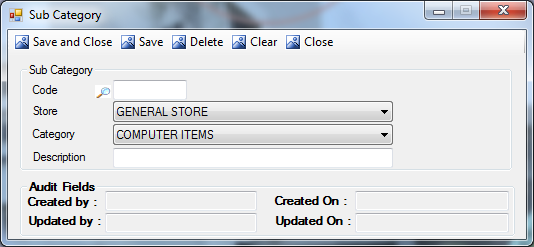 Sub Category
Save and Close Save Delete Clear Close
Sub Category
Code
Store GENERAL STORE
Category COMPUTER ITEMS
Description
Audit Fields
Created by : Created On :
Updated by : Updated On :